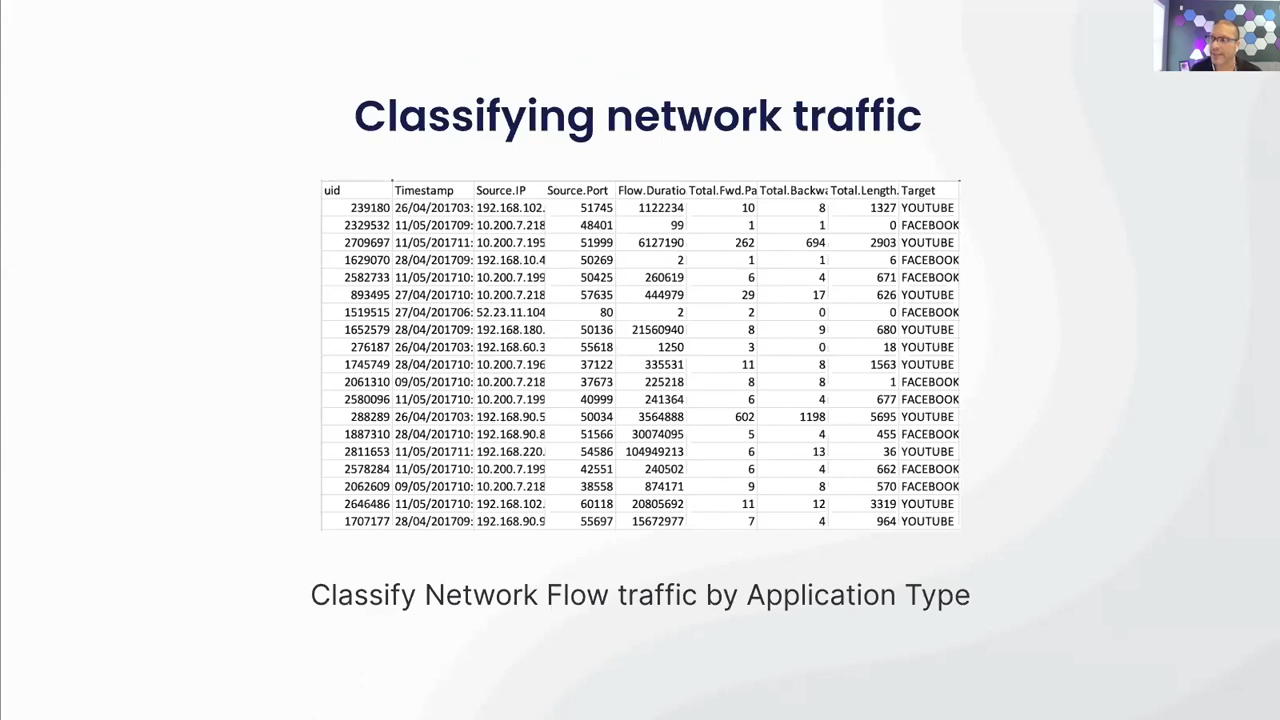 Classifying network traffic
uid Timestamp Source.IP Source.Port Flow.Duratio Total.Fwd.Pa Total.Backwa Total.Length. Target
239180 26/04/201703: 192.168.102. 51745 1122234 10 8 1327 YOUTUBE
2329532 11/05/201709: 10.200.7.218 48401 99 1 1 0 FACEBOOK
2709697 11/05/201711: 10.200.7.195 51999 6127190 262 694 2903 YOUTUBE
1629070 28/04/201709: 192.168.10.4 50269 2 1 1 6 FACEBOOK
2582733 11/05/201710: 10.200.7.199 50425 260619 6 4 671 FACEBOOK
893495 27/04/201710: 10.200.7.218 57635 444979 29 17 626 YOUTUBE
1519515 27/04/201706: 52.23.11.104 80 2 2 0 0 FACEBOOK
1652579 28/04/201709: 192.168.180. 50136 21560940 8 9 680 YOUTUBE
276187 26/04/201703: 192.168.60.3 55618 1250 3 0 18 YOUTUBE
1745749 28/04/201710: 10.200.7.196 37122 335531 11 8 1563 YOUTUBE
2061310 09/05/201710: 10.200.7.218 37673 225218 8 8 1 FACEBOOK
2580096 11/05/201710: 10.200.7.199 40999 241364 6 4 677 FACEBOOK
288289 26/04/201703: 192.168.90.5 50034 3564888 602 1198 5695 YOUTUBE
1887310 28/04/201710: 192.168.90.8 51566 30074095 5 4 455 FACEBOOK
2811653 11/05/201711: 192.168.220. 54586 104949213 6 13 36 YOUTUBE
2578284 11/05/201710: 10.200.7.199 42551 240502 6 4 662 FACEBOOK
2062609 09/05/201710: 10.200.7.218 38558 874171 9 8 570 FACEBOOK
2646486 11/05/201710: 192.168.102. 60118 20805692 11 12 3319 YOUTUBE
1707177 28/04/201709: 192.168.90.9 55697 15672977 7 4 964 YOUTUBE
Classify Network Flow traffic by Application Type